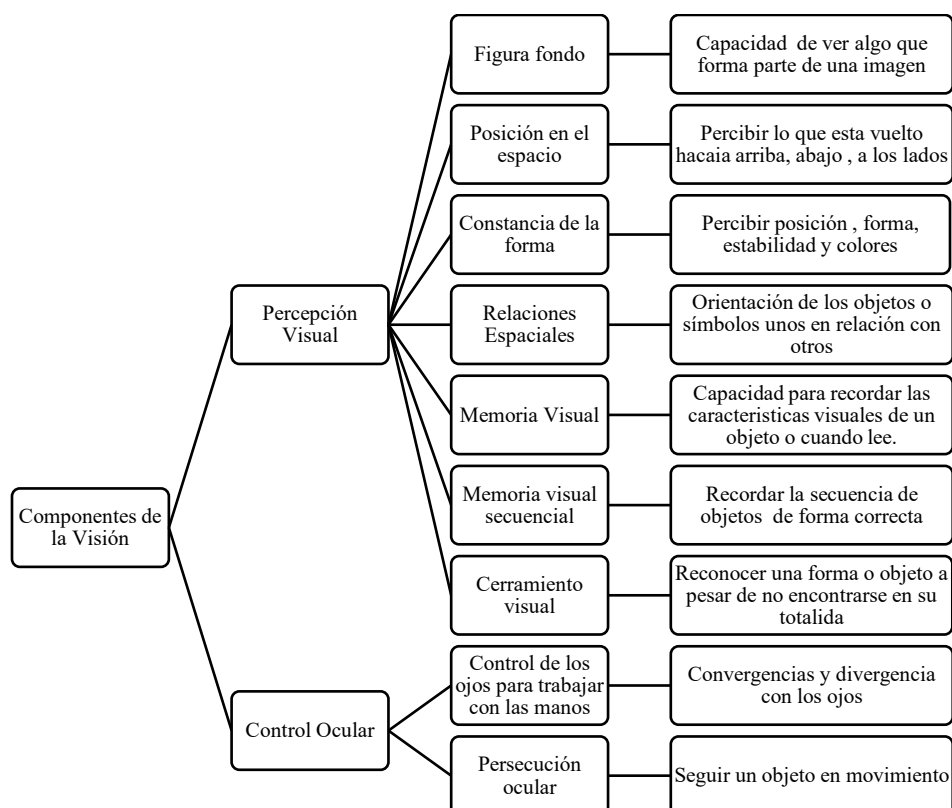 Componentes de
la Visión
Percepción
Visual
Figura fondo
Capacidad de ver algo que
forma parte de una imagen
Posición en el
espacio
Percibir lo que esta vuelto
hacaia arriba, abajo , a los lados
Constancia de la
forma
Percibir posición , forma,
estabilidad y colores
Relaciones
Espaciales
Orientación de los objetos o
símbolos unos en relación con
otros
Memoria Visual
Capacidad para recordar las
caracteristicas visuales de un
objeto o cuando lee.
Memoria visual
secuencial
Recordar la secuencia de
objetos de forma correcta
Cerramiento
visual
Reconocer una forma o objeto a
pesar de no encontrarse en su
totalida
Control Ocular
Control de los
ojos para trabajar
con las manos
Convergencias y divergencia
con los ojos
Persecución
ocular
Seguir un objeto en movimiento